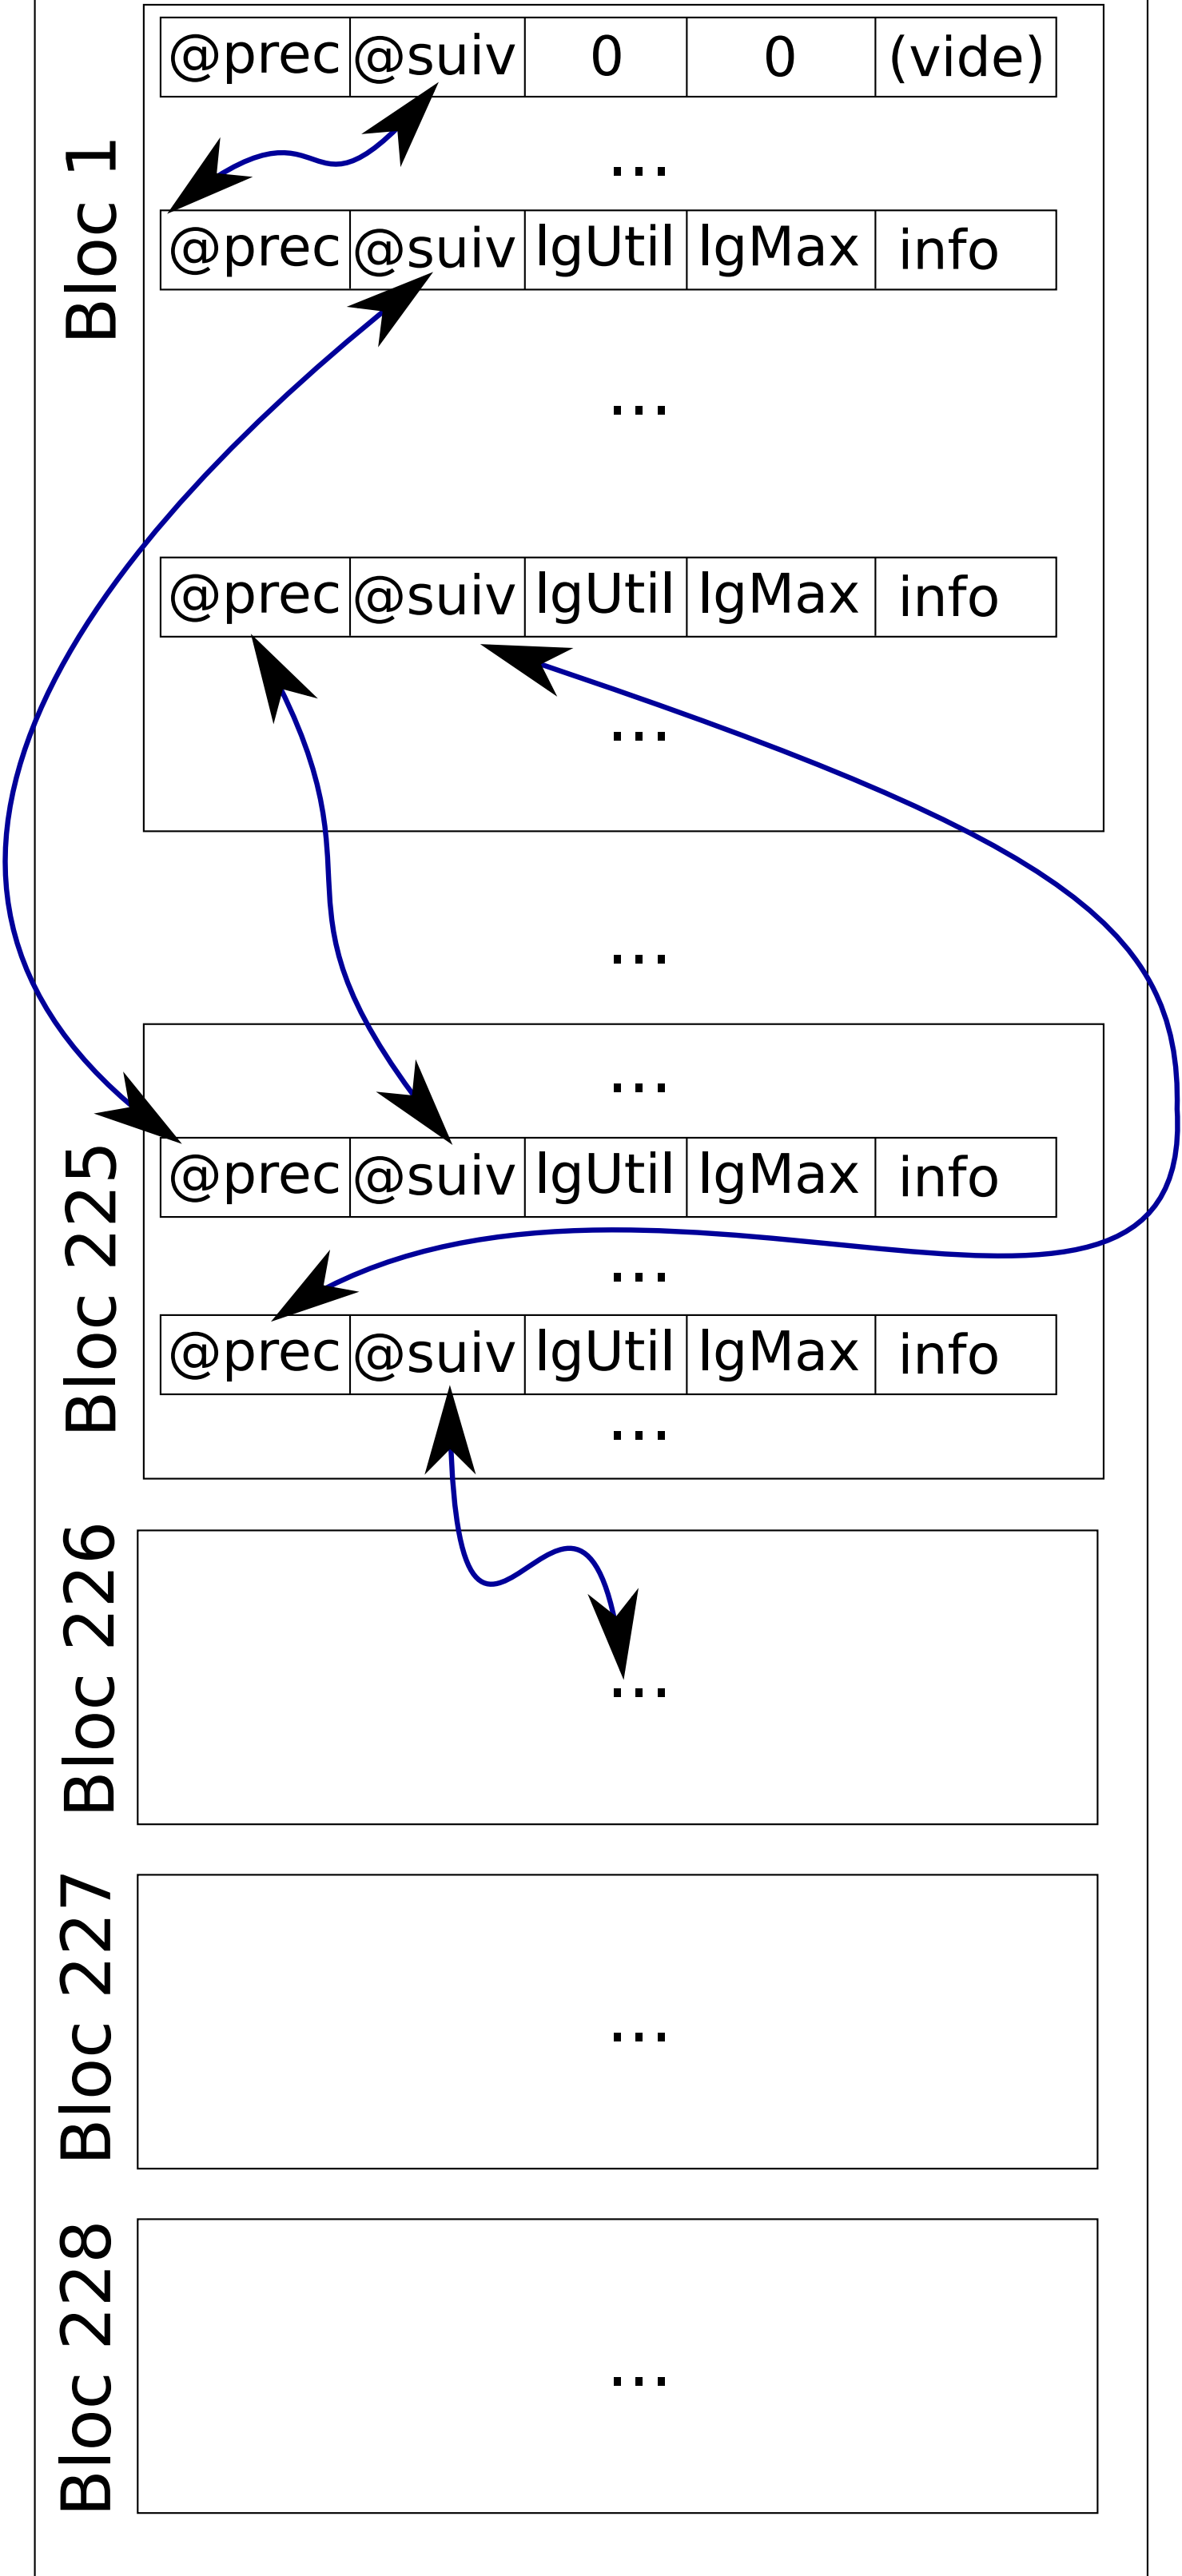 Bloc 1
@prec @suiv 0 0 (vide)
...
@prec @suiv lgUtil lgMax info
...
@prec @suiv lgUtil lgMax info
...
...
Bloc 225
...
@prec @suiv lgUtil lgMax info
...
@prec @suiv lgUtil lgMax info
...
Bloc 226
...
Bloc 227
...
Bloc 228
...